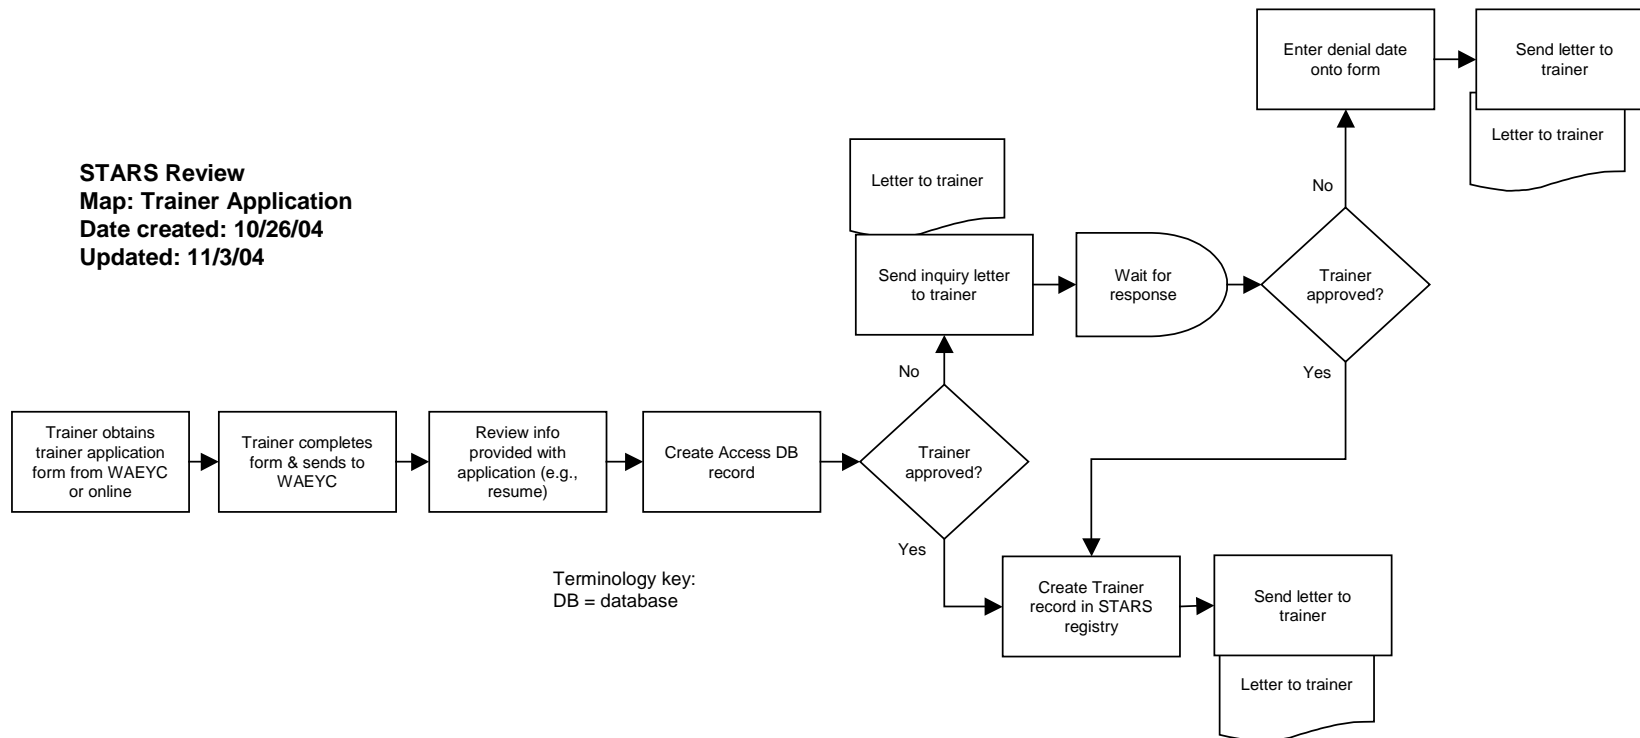 STARS Review
Map: Trainer Application
Date created: 10/26/04
Updated: 11/3/04
Trainer obtains
trainer application
form from WAEYC
or online
Trainer completes
form & sends to
WAEYC
Review info
provided with
application (e.g.,
resume)
Create Access DB
record
Trainer
approved?
No
Yes
Letter to trainer
Send inquiry letter
to trainer
Wait for
response
Trainer
approved?
No
Yes
Enter denial date
onto form
Send letter to
trainer
Letter to trainer
Create Trainer
record in STARS
registry
Send letter to
trainer
Letter to trainer
Terminology key:
DB = database